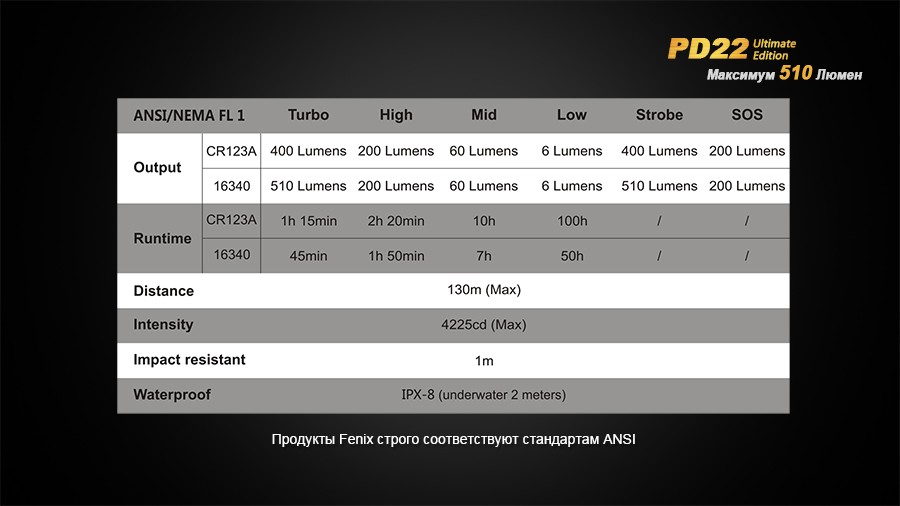 PD22 Ultimate Edition
Максимум 510 Люмен
ANSI/NEMA FL 1 Turbo High Mid Low Strobe SOS
Output
CR123A 400 Lumens 200 Lumens 60 Lumens 6 Lumens 400 Lumens 200 Lumens
16340 510 Lumens 200 Lumens 60 Lumens 6 Lumens 510 Lumens 200 Lumens
Runtime
CR123A 1h 15min 2h 20min 10h 100h / /
16340 45min 1h 50min 7h 50h / /
Distance 130m (Max)
Intensity 4225cd (Max)
Impact resistant 1m
Waterproof IPX-8 (underwater 2 meters)
Продукты Fenix строго соответствуют стандартам ANSI